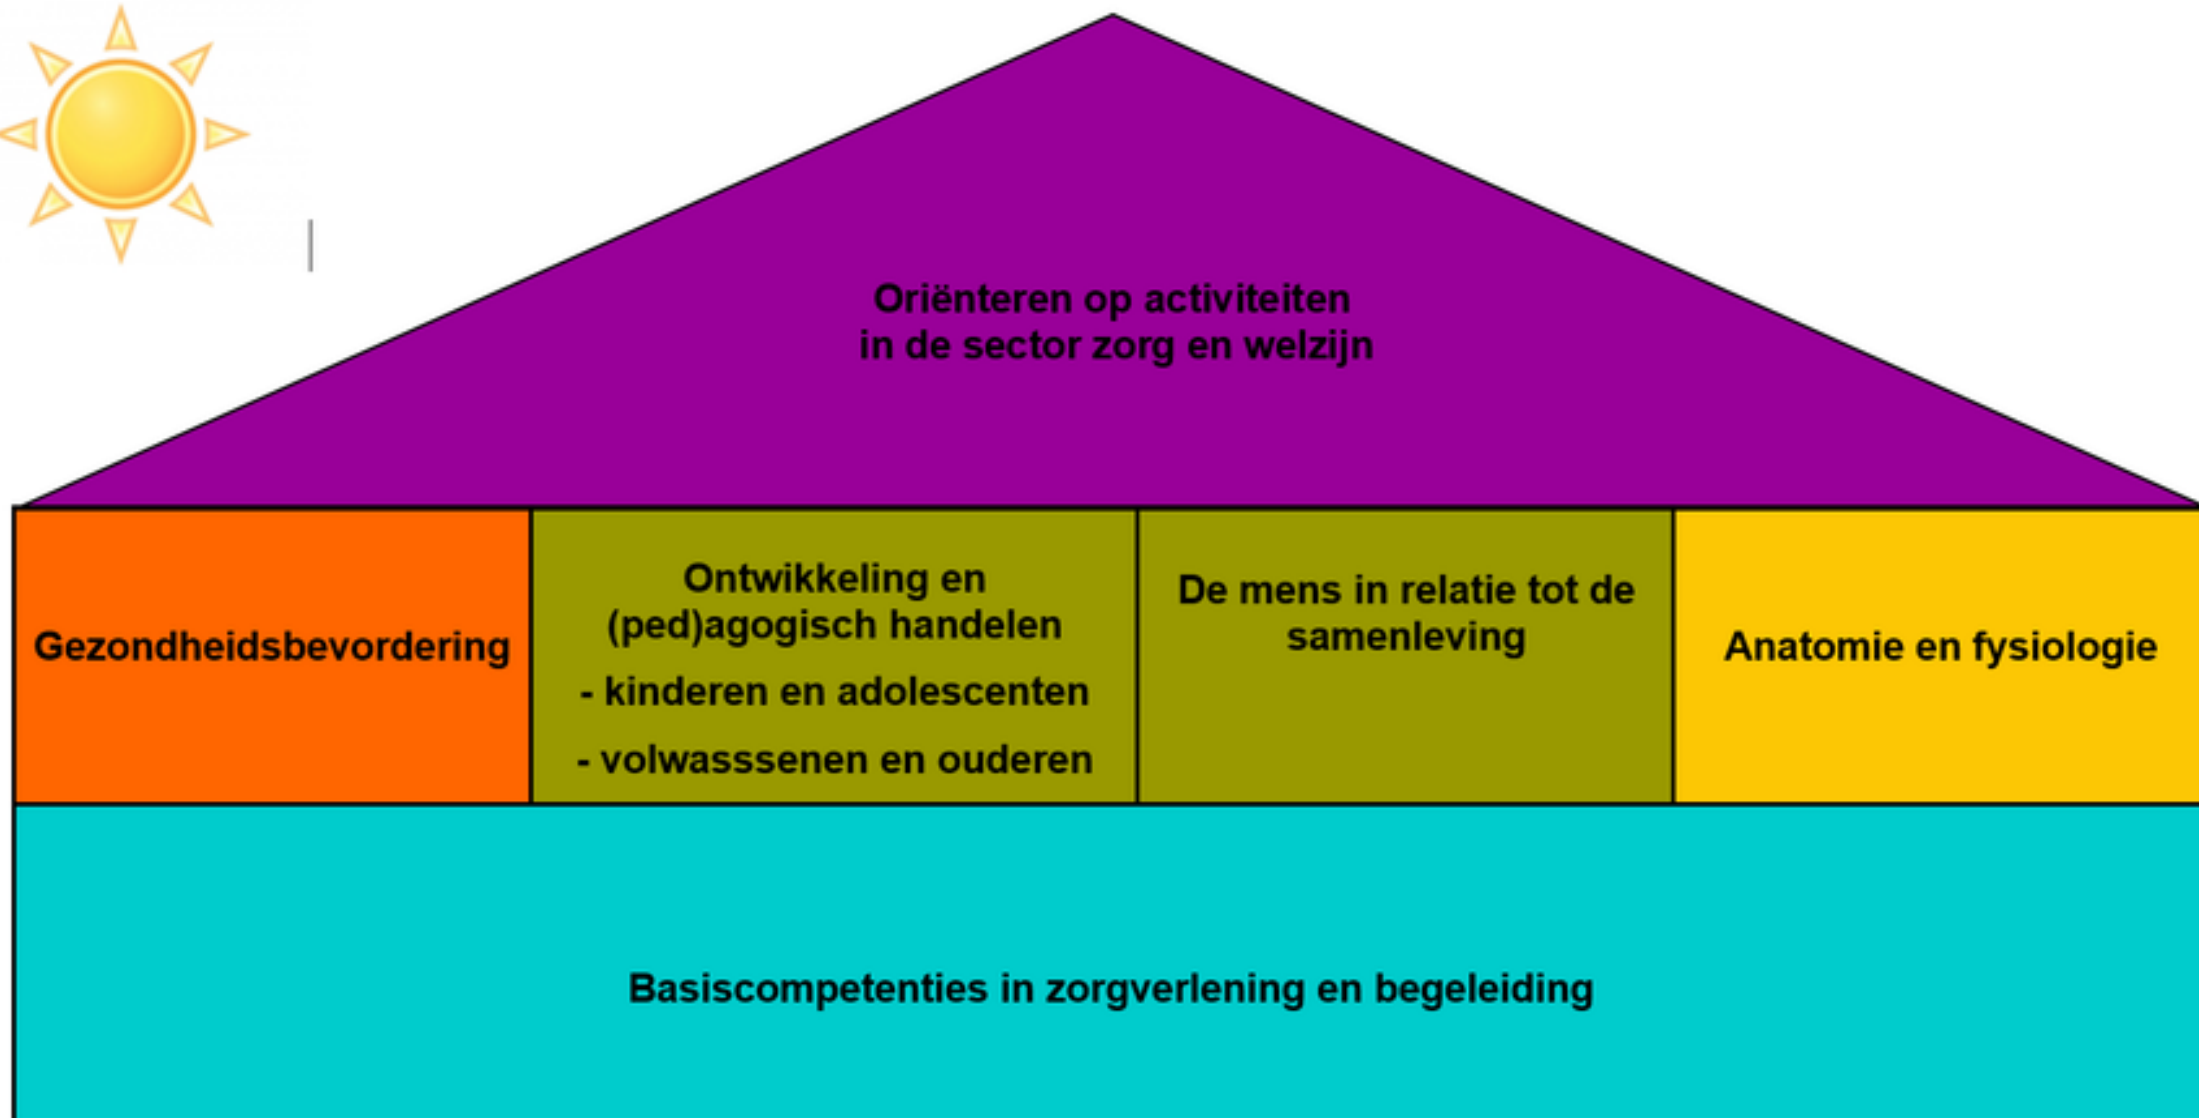 Oriënteren op activiteiten
in de sector zorg en welzijn
Gezondheidsbevordering
Ontwikkeling en
(ped)agogisch handelen
- kinderen en adolescenten
- volwasssenen en ouderen
De mens in relatie tot de
samenleving
Anatomie en fysiologie
Basiscompetenties in zorgverlening en begeleiding